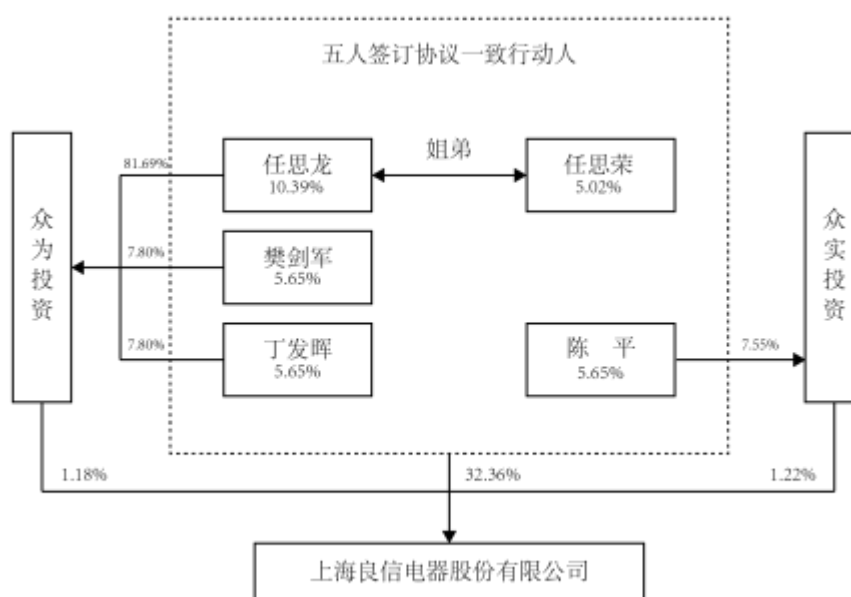 五人签订协议一致行动人
81.69%
任思龙
10.39%
姐弟
任思荣
5.02%
众为投资
7.80%
樊剑军
5.65%
众实投资
7.80%
丁发晖
5.65%
陈 平
5.65%
7.55%
1.18%
32.36%
1.22%
上海良信电器股份有限公司